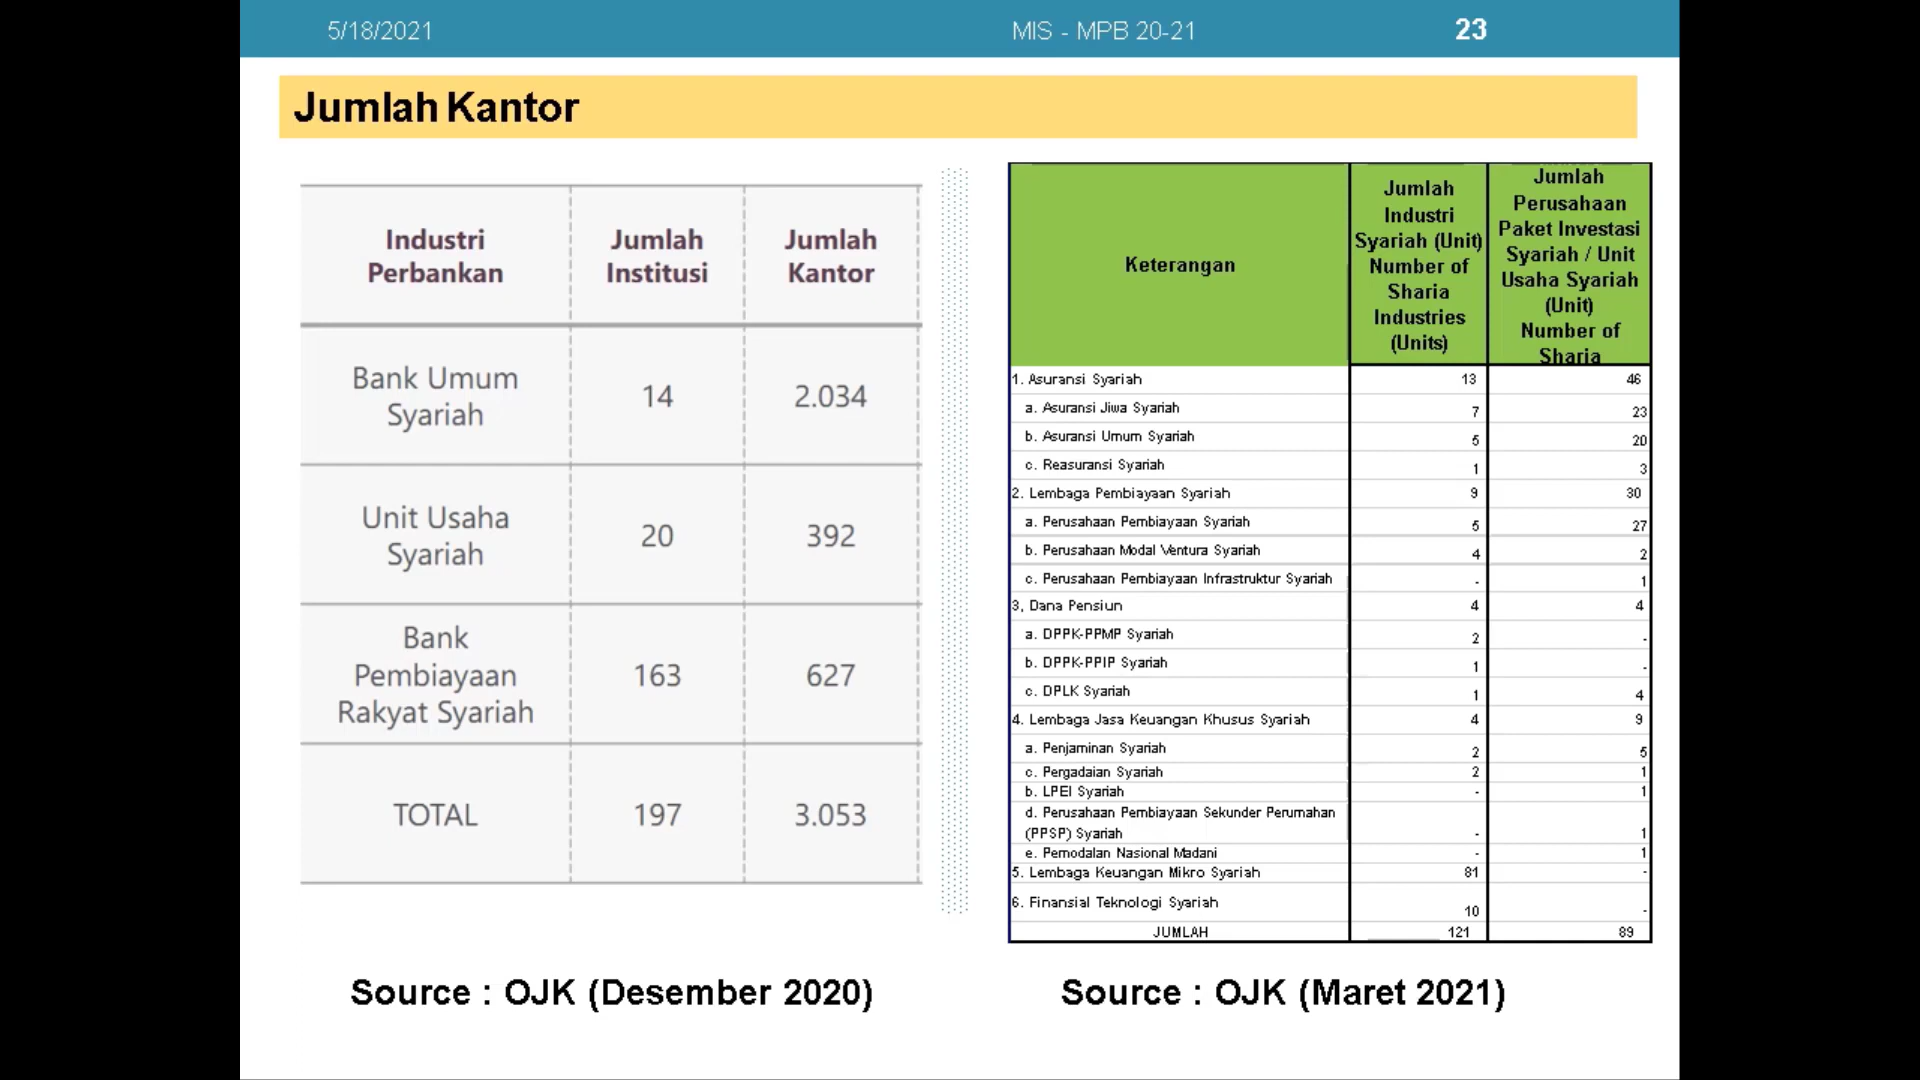 5/18/2021 MIS - MPB 20-21 23
Jumlah Kantor
Industri Perbankan Jumlah Institusi Jumlah Kantor
Bank Umum Syariah 14 2.034
Unit Usaha Syariah 20 392
Bank Pembiayaan Rakyat Syariah 163 627
TOTAL 197 3.053
Source : OJK (Desember 2020)
Keterangan
Jumlah
Industri
Syariah (Unit)
Number of
Sharia
Industries
(Units)
Jumlah
Perusahaan
Paket Investasi
Syariah / Unit
Usaha Syariah
(Unit)
Number of
Sharia
1. Asuransi Syariah 13 46
a. Asuransi Jiwa Syariah 7 23
b. Asuransi Umum Syariah 5 20
c. Reasuransi Syariah 1 3
2. Lembaga Pembiayaan Syariah 9 30
a. Perusahaan Pembiayaan Syariah 5 27
b. Perusahaan Modal Ventura Syariah 4 2
c. Perusahaan Pembiayaan Infrastruktur Syariah - 1
3, Dana Pensiun 4 4
a. DPPK-PPMP Syariah 2 -
b. DPPK-PPIP Syariah 1 -
c. DPLK Syariah 1 4
4. Lembaga Jasa Keuangan Khusus Syariah 4 9
a. Penjaminan Syariah 2 5
c. Pergadaian Syariah 2 1
b. LPEI Syariah - 1
d. Perusahaan Pembiayaan Sekunder Perumahan
(PPSP) Syariah - 1
e. Pemodalan Nasional Madani - 1
5. Lembaga Keuangan Mikro Syariah 81 -
6. Finansial Teknologi Syariah 10 -
JUMLAH 121 89
Source : OJK (Maret 2021)